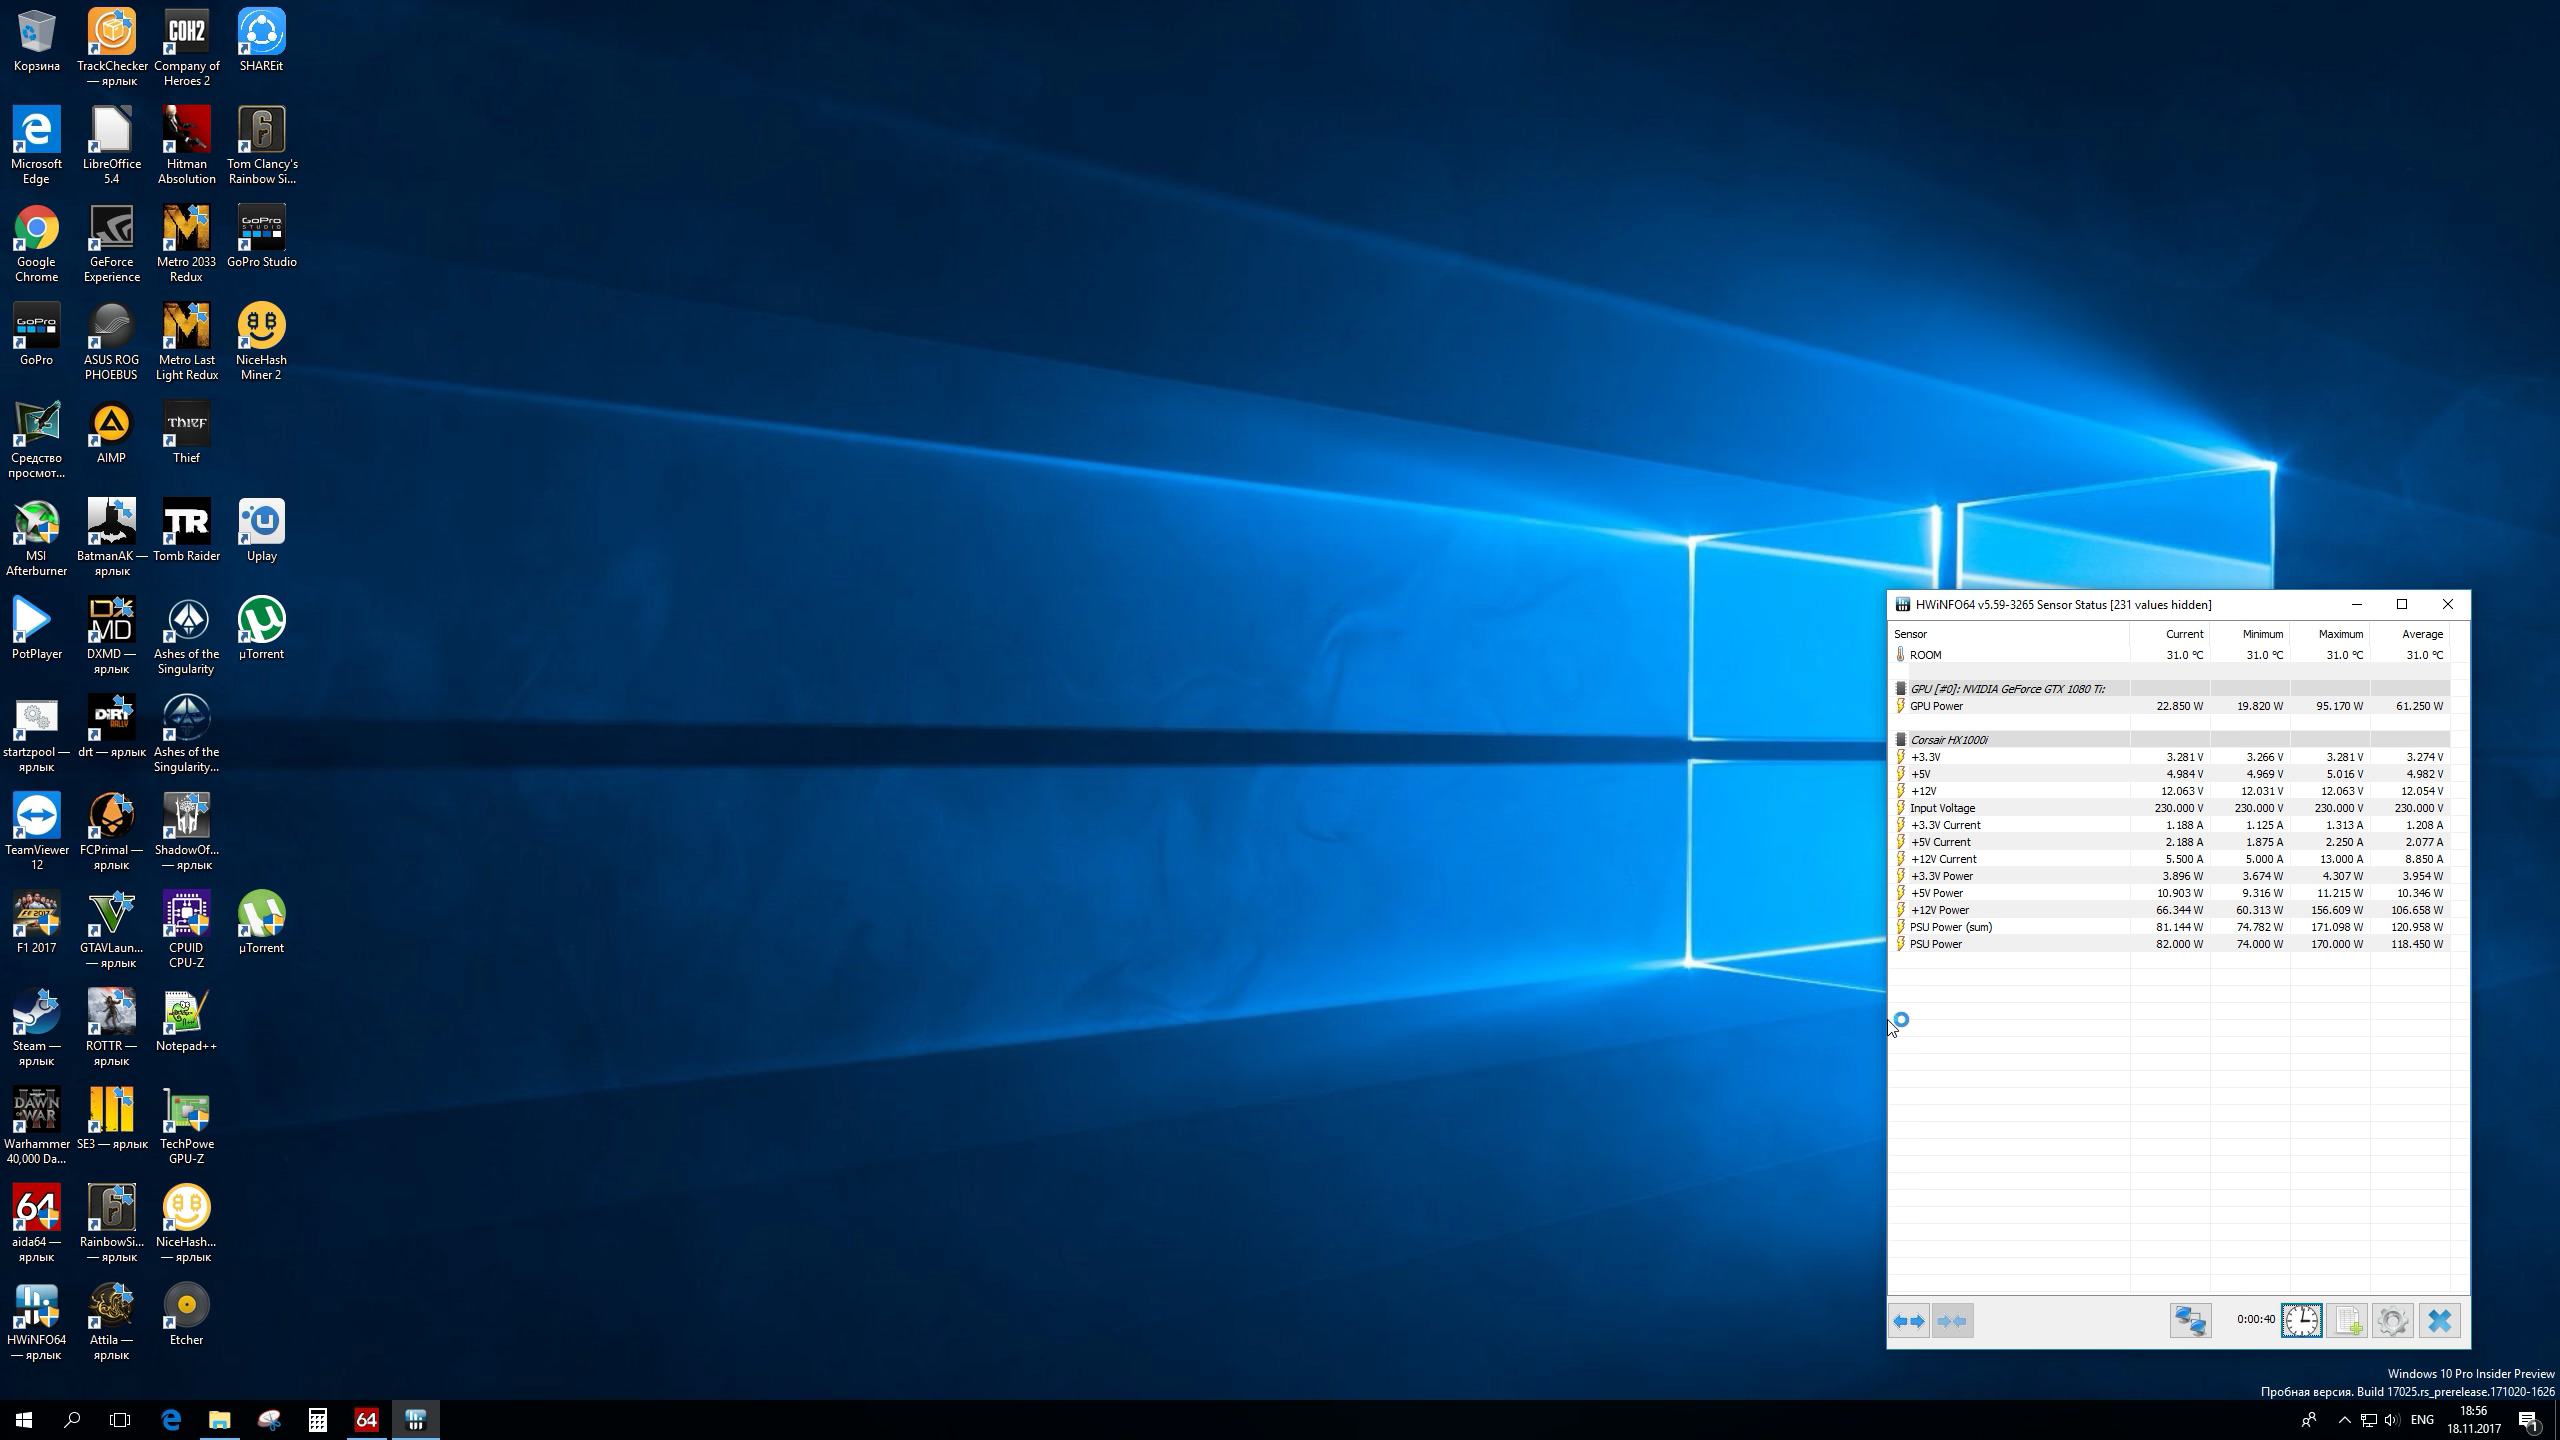 Корзина
TrackChecker
— ярлык
COH2
Company of
Heroes 2
SHAREit
Microsoft
Edge
LibreOffice
5.4
Hitman
Absolution
Tom Clancy's
Rainbow Si...
Google
Chrome
GeForce
Experience
Metro 2033
Redux
GoPro
STUDIO
GoPro Studio
GoPro
GoPro
ASUS ROG
PHOEBUS
Metro Last
Light Redux
NiceHash
Miner 2
Средство
просмот...
AIMP
THIEF
Thief
MSI
Afterburner
BatmanAK —
ярлык
TR
Tomb Raider
Uplay
PotPlayer
DXMD
DXMD —
ярлык
Ashes of the
Singularity
µTorrent
startzpool —
ярлык
DiRT
RALLY
drt — ярлык
Ashes of the
Singularity...
TeamViewer
12
FCPrimal —
ярлык
ShadowOf...
— ярлык
F1 2017
GTAVLaun...
— ярлык
CPUID
CPU-Z
µTorrent
Steam —
ярлык
ROTTR —
ярлык
Notepad++
DAWN
OF WAR
Warhammer
40,000 Da...
SE3 — ярлык
TechPowe
GPU-Z
64
aida64 —
ярлык
RainbowSi...
— ярлык
NiceHash...
— ярлык
HWiNFO64
— ярлык
Attila —
ярлык
Etcher
HWiNFO64 v5.59-3265 Sensor Status [231 values hidden]
Sensor Current Minimum Maximum Average
ROOM 31.0 °C 31.0 °C 31.0 °C 31.0 °C
GPU [#0]: NVIDIA GeForce GTX 1080 Ti:
GPU Power 22.850 W 19.820 W 95.170 W 61.250 W
Corsair HX1000i
+3.3V 3.281 V 3.266 V 3.281 V 3.274 V
+5V 4.984 V 4.969 V 5.016 V 4.982 V
+12V 12.063 V 12.031 V 12.063 V 12.054 V
Input Voltage 230.000 V 230.000 V 230.000 V 230.000 V
+3.3V Current 1.188 A 1.125 A 1.313 A 1.208 A
+5V Current 2.188 A 1.875 A 2.250 A 2.077 A
+12V Current 5.500 A 5.000 A 13.000 A 8.850 A
+3.3V Power 3.896 W 3.674 W 4.307 W 3.954 W
+5V Power 10.903 W 9.316 W 11.215 W 10.346 W
+12V Power 66.344 W 60.313 W 156.609 W 106.658 W
PSU Power (sum) 81.144 W 74.782 W 171.098 W 120.958 W
PSU Power 82.000 W 74.000 W 170.000 W 118.450 W
0:00:40
Windows 10 Pro Insider Preview
Пробная версия. Build 17025.rs_prerelease.171020-1626
64
ENG
18:56
18.11.2017
1